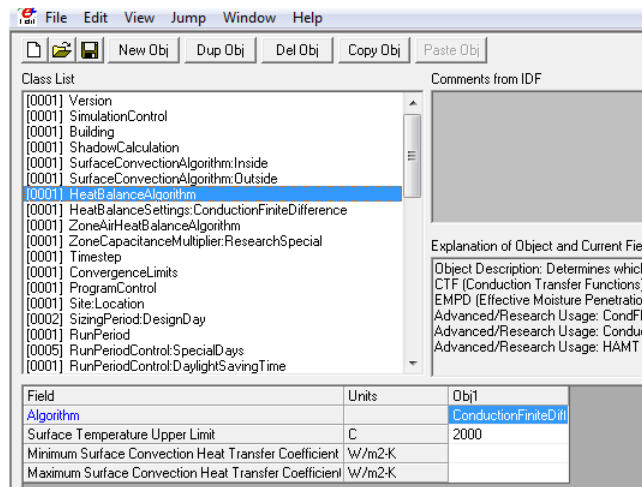 File Edit View Jump Window Help
New Obj Dup Obj Del Obj Copy Obj Paste Obj
Class List
Comments from IDF
[0001] Version
[0001] SimulationControl
[0001] Building
[0001] ShadowCalculation
[0001] SurfaceConvectionAlgorithm:Inside
[0001] SurfaceConvectionAlgorithm:Outside
[0001] HeatBalanceAlgorithm
[0001] HeatBalanceSettings:ConductionFiniteDifference
[0001] ZoneAirHeatBalanceAlgorithm
[0001] ZoneCapacitanceMultiplier:ResearchSpecial
[0001] Timestep
[0001] ConvergenceLimits
[0001] ProgramControl
[0001] Site:Location
[0002] SizingPeriod:DesignDay
[0001] RunPeriod
[0005] RunPeriodControl:SpecialDays
[0001] RunPeriodControl:DaylightSavingTime
Explanation of Object and Current Fie
Object Description: Determines which
CTF (Conduction Transfer Functions)
EMPD (Effective Moisture Penetratio
Advanced/Research Usage: CondF
Advanced/Research Usage: Conduc
Advanced/Research Usage: HAMT
Field Units Obj1
Algorithm ConductionFiniteDiff
Surface Temperature Upper Limit C 2000
Minimum Surface Convection Heat Transfer Coefficient W/m2-K
Maximum Surface Convection Heat Transfer Coefficient W/m2-K